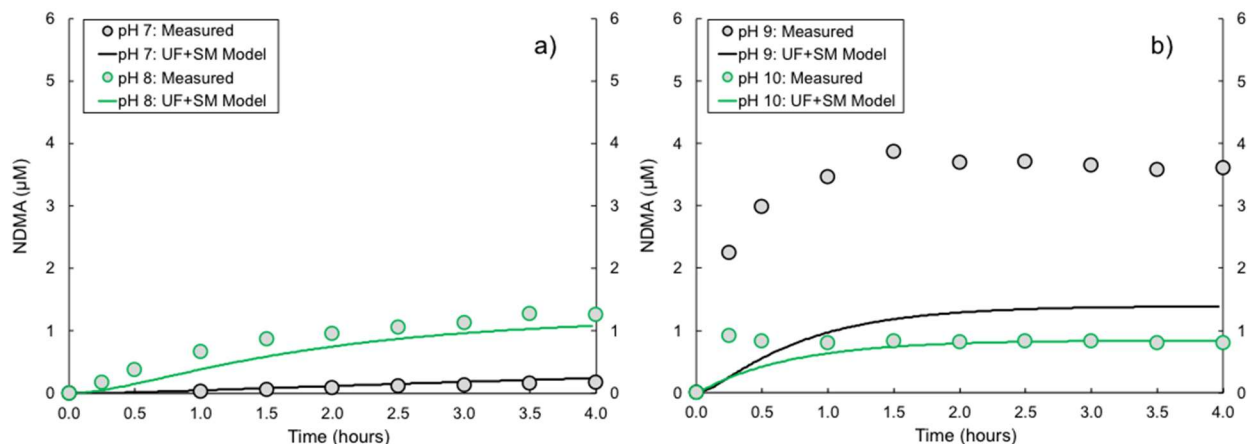 6
5
4
3
2
1
0
NDMA (µM)
pH 7: Measured
pH 7: UF+SM Model
pH 8: Measured
pH 8: UF+SM Model
a)
6
5
4
3
2
1
0
0.0 0.5 1.0 1.5 2.0 2.5 3.0 3.5 4.0
Time (hours)
6
5
4
3
2
1
0
NDMA (µM)
pH 9: Measured
pH 9: UF+SM Model
pH 10: Measured
pH 10: UF+SM Model
b)
6
5
4
3
2
1
0
0.0 0.5 1.0 1.5 2.0 2.5 3.0 3.5 4.0
Time (hours)